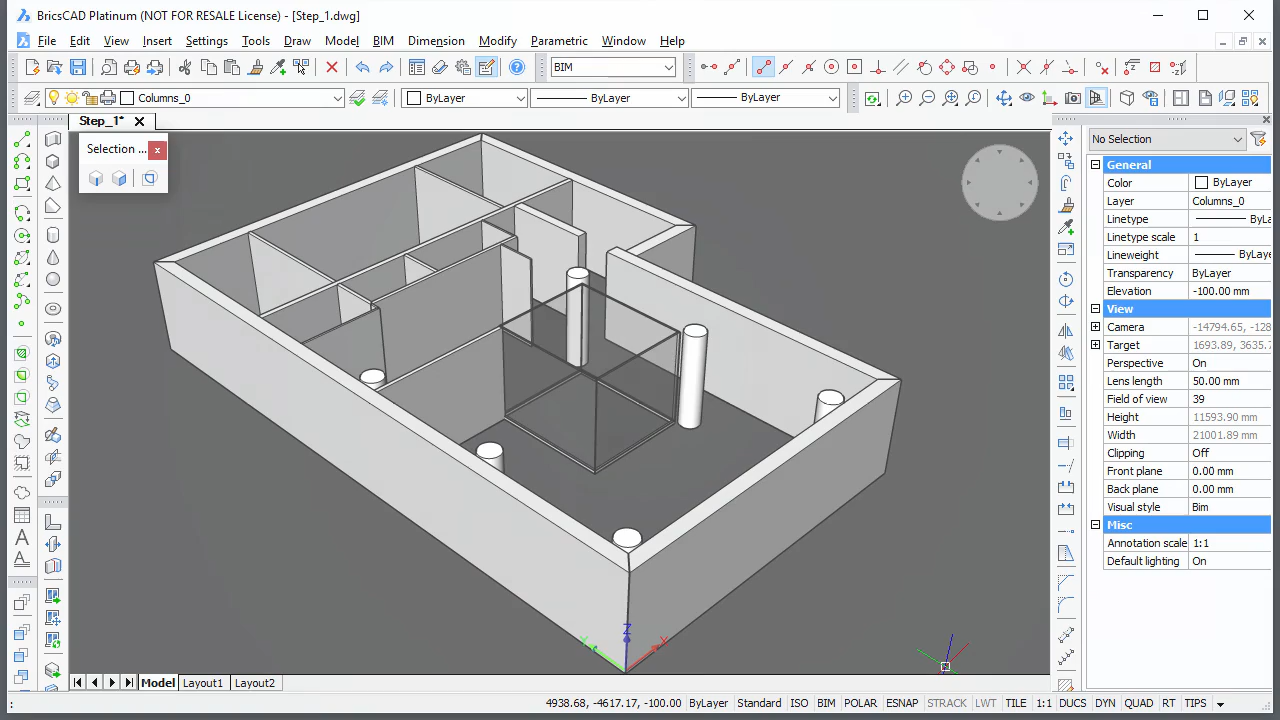 BricsCAD Platinum (NOT FOR RESALE License) - [Step_1.dwg]
File Edit View Insert Settings Tools Draw Model BIM Dimension Modify Parametric Window Help
BIM
Columns_0 ByLayer ByLayer ByLayer
Step_1*
Selection ...
No Selection
General
Color ByLayer
Layer Columns_0
Linetype ByLa
Linetype scale 1
Lineweight ByLaye
Transparency ByLayer
Elevation -100.00 mm
View
Camera -14794.65, -128
Target 1693.89, 3635.7
Perspective On
Lens length 50.00 mm
Field of view 39
Height 11593.90 mm
Width 21001.89 mm
Clipping Off
Front plane 0.00 mm
Back plane 0.00 mm
Visual style Bim
Misc
Annotation scale 1:1
Default lighting On
A
A
Z
Y X
Model Layout1 Layout2
: 4938.68, -4617.17, -100.00 ByLayer Standard ISO BIM POLAR ESNAP STRACK LWT TILE 1:1 DUCS DYN QUAD RT TIPS